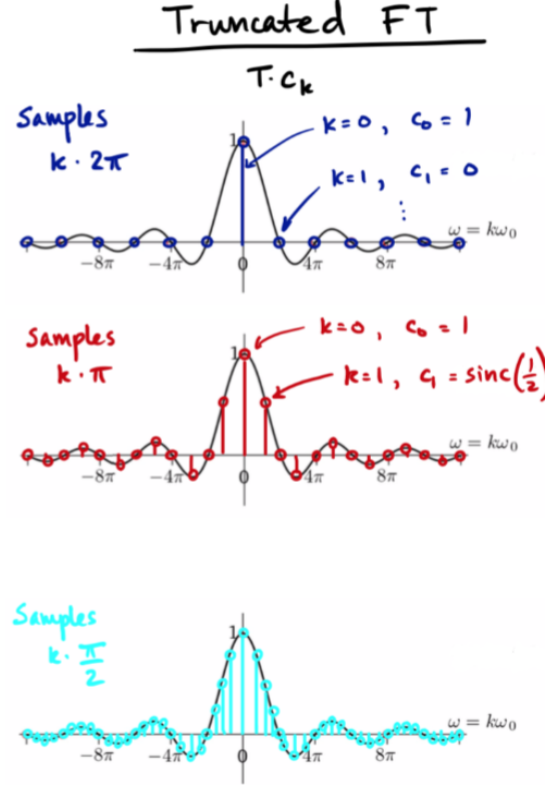 Truncated FT
T·cₖ
Samples
k·2π
k=0, c₀ = 1
k=1, c₁ = 0
⋮
1
ω = kω₀
−8π −4π 0 4π 8π
Samples
k·π
k=0, c₀ = 1
k=1, c₁ = sinc(1/2)
1
ω = kω₀
−8π −4π 0 4π 8π
Samples
k·π/2
1
ω = kω₀
−8π −4π 0 4π 8π